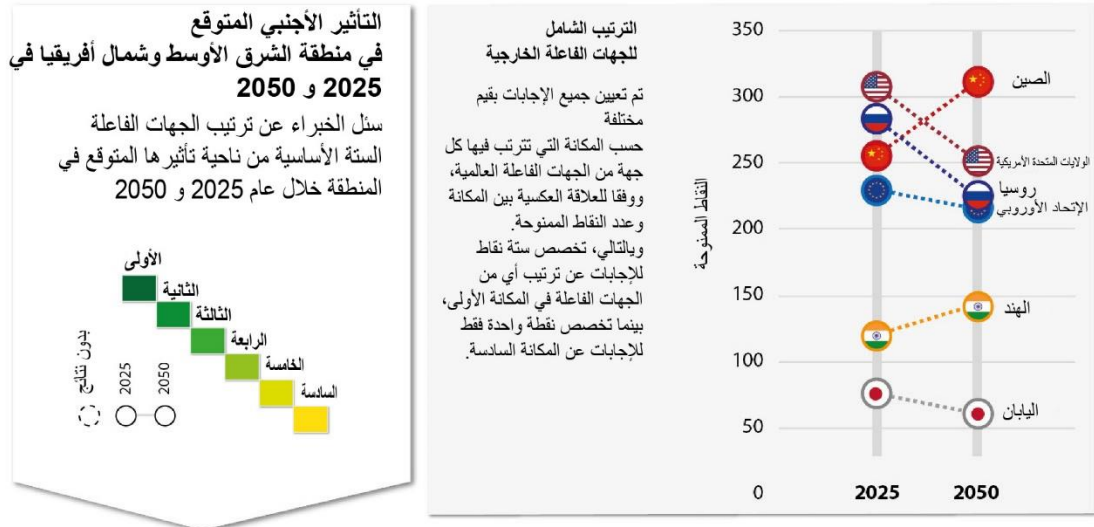 التأثير الأجنبي المتوقع
في منطقة الشرق الأوسط وشمال أفريقيا في
2025 و 2050
سئل الخبراء عن ترتيب الجهات الفاعلة
الستة الأساسية من ناحية تأثيرها المتوقع في
المنطقة خلال عام 2025 و 2050
الأولى
الثانية
الثالثة
الرابعة
الخامسة
السادسة
بدون نتائج
2025
2050
الترتيب الشامل
للجهات الفاعلة الخارجية
تم تعيين جميع الإجابات بقيم
مختلفة
حسب المكانة التي تترتب فيها كل
جهة من الجهات الفاعلة العالمية،
ووفقا للعلاقة العكسية بين المكانة
وعدد النقاط الممنوحة.
وبالتالي، تخصص ستة نقاط
للإجابات عن ترتيب أي من
الجهات الفاعلة في المكانة الأولى،
بينما تخصص نقطة واحدة فقط
للإجابات عن المكانة السادسة.
النقاط الممنوحة
350
300
250
200
150
100
50
0
2025
2050
الصين
الولايات المتحدة الأمريكية
روسيا
الإتحاد الأوروبي
الهند
اليابان